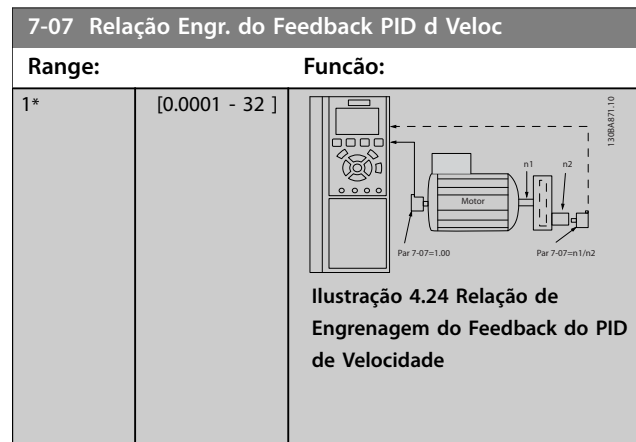 7-07 Relação Engr. do Feedback PID d Veloc
Range: Funcão:
1* [0.0001 - 32 ]
130BA871.10
n1 n2
Motor
Par 7-07=1.00 Par 7-07=n1/n2
Ilustração 4.24 Relação de
Engrenagem do Feedback do PID
de Velocidade